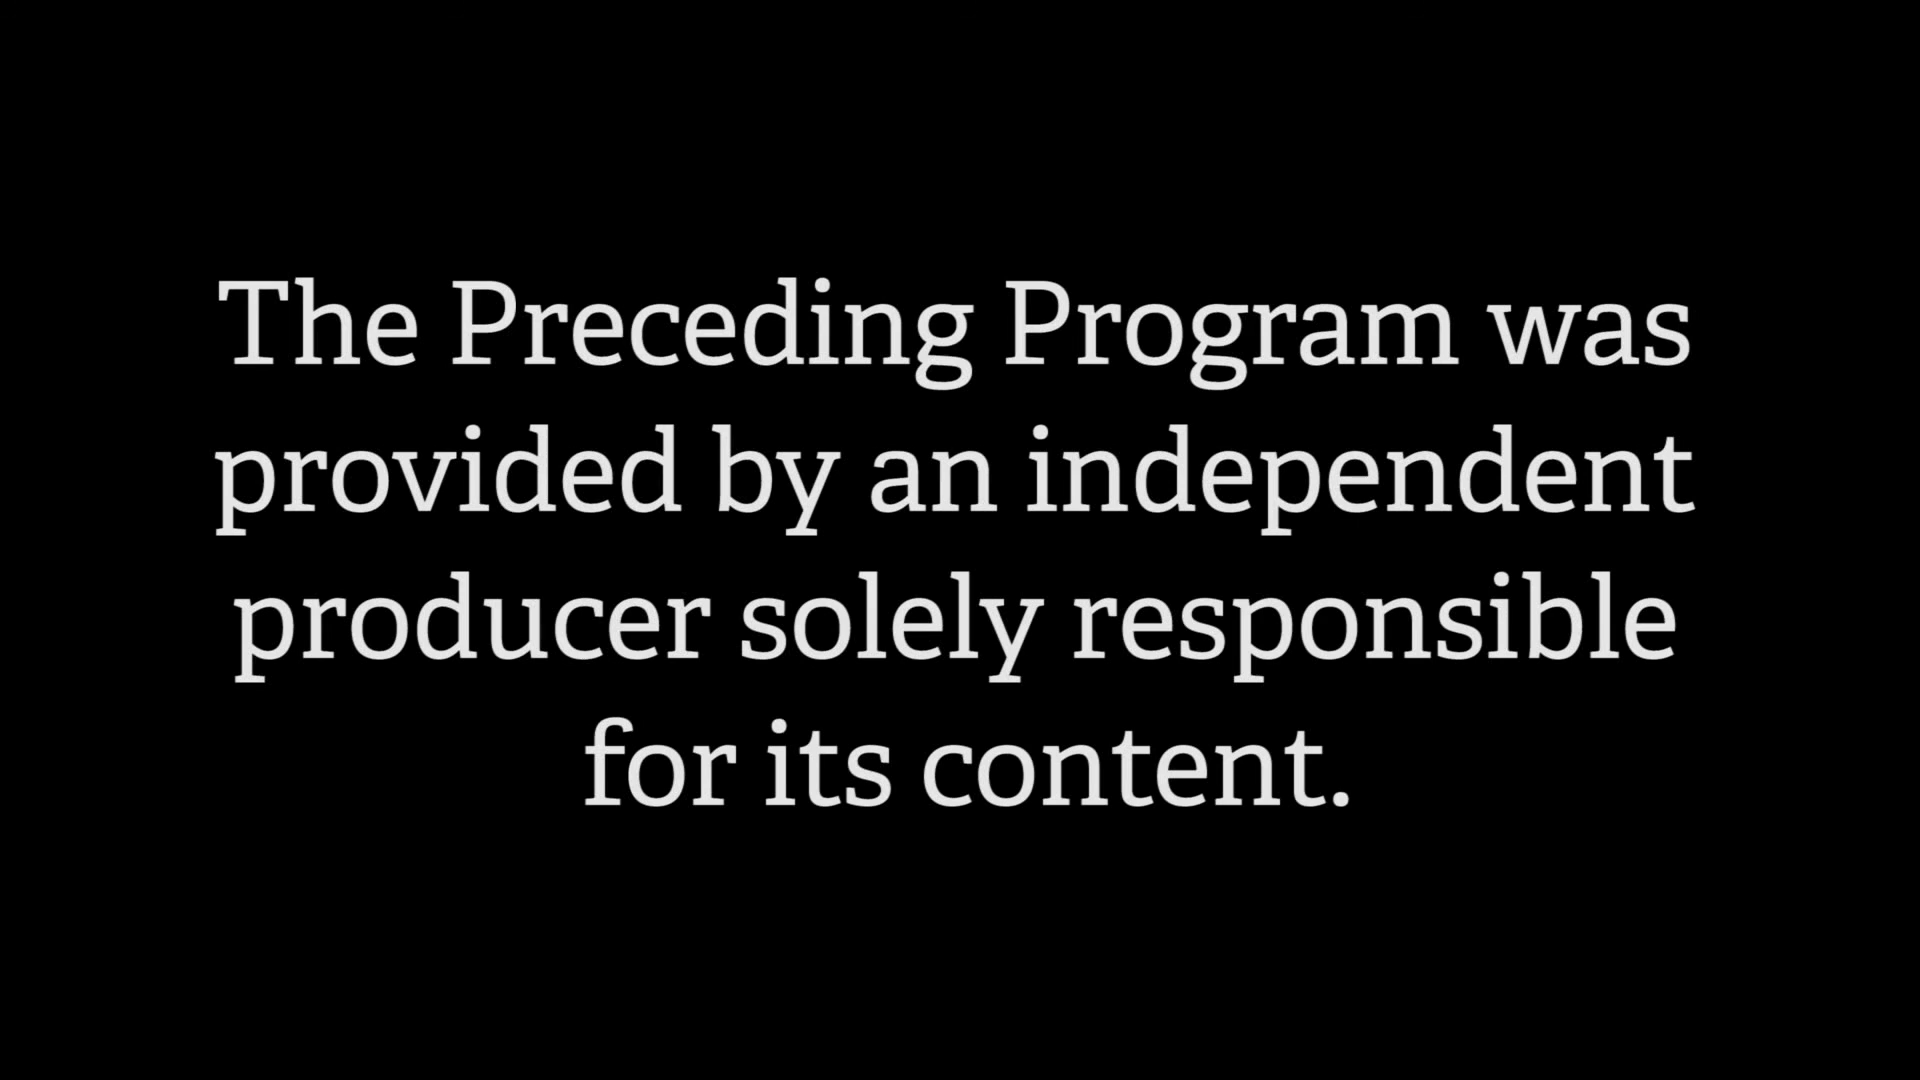 The Preceding Program was
provided by an independent
producer solely responsible
for its content.